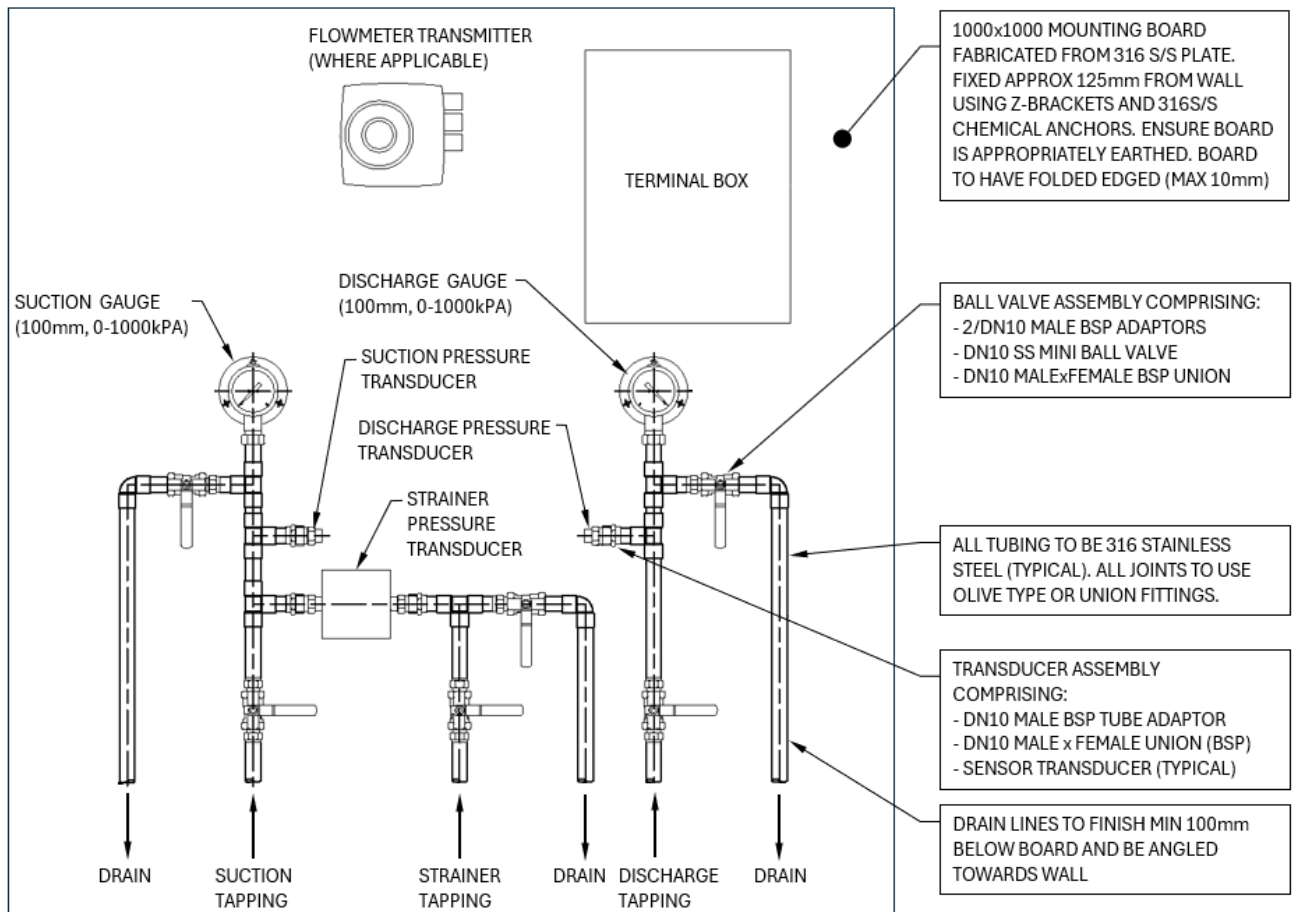 FLOWMETER TRANSMITTER
(WHERE APPLICABLE)
TERMINAL BOX
1000x1000 MOUNTING BOARD
FABRICATED FROM 316 S/S PLATE.
FIXED APPROX 125mm FROM WALL
USING Z-BRACKETS AND 316S/S
CHEMICAL ANCHORS. ENSURE BOARD
IS APPROPRIATELY EARTHED. BOARD
TO HAVE FOLDED EDGED (MAX 10mm)
SUCTION GAUGE
(100mm, 0-1000kPA)
DISCHARGE GAUGE
(100mm, 0-1000kPA)
SUCTION PRESSURE
TRANSDUCER
DISCHARGE PRESSURE
TRANSDUCER
STRAINER
PRESSURE
TRANSDUCER
BALL VALVE ASSEMBLY COMPRISING:
- 2/DN10 MALE BSP ADAPTORS
- DN10 SS MINI BALL VALVE
- DN10 MALExFEMALE BSP UNION
ALL TUBING TO BE 316 STAINLESS
STEEL (TYPICAL). ALL JOINTS TO USE
OLIVE TYPE OR UNION FITTINGS.
TRANSDUCER ASSEMBLY
COMPRISING:
- DN10 MALE BSP TUBE ADAPTOR
- DN10 MALE x FEMALE UNION (BSP)
- SENSOR TRANSDUCER (TYPICAL)
DRAIN LINES TO FINISH MIN 100mm
BELOW BOARD AND BE ANGLED
TOWARDS WALL
DRAIN
SUCTION
TAPPING
STRAINER
TAPPING
DRAIN
DISCHARGE
TAPPING
DRAIN